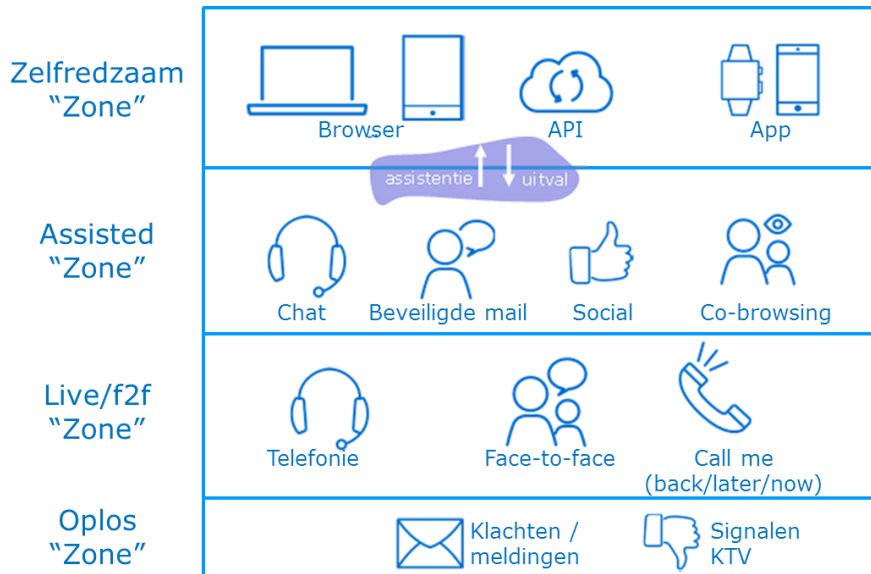 Zelfredzaam
“Zone”
Browser
API
App
assistentie
uitval
Assisted
“Zone”
Chat
Beveiligde mail
Social
Co-browsing
Live/f2f
“Zone”
Telefonie
Face-to-face
Call me
(back/later/now)
Oplos
“Zone”
Klachten /
meldingen
Signalen
KTV